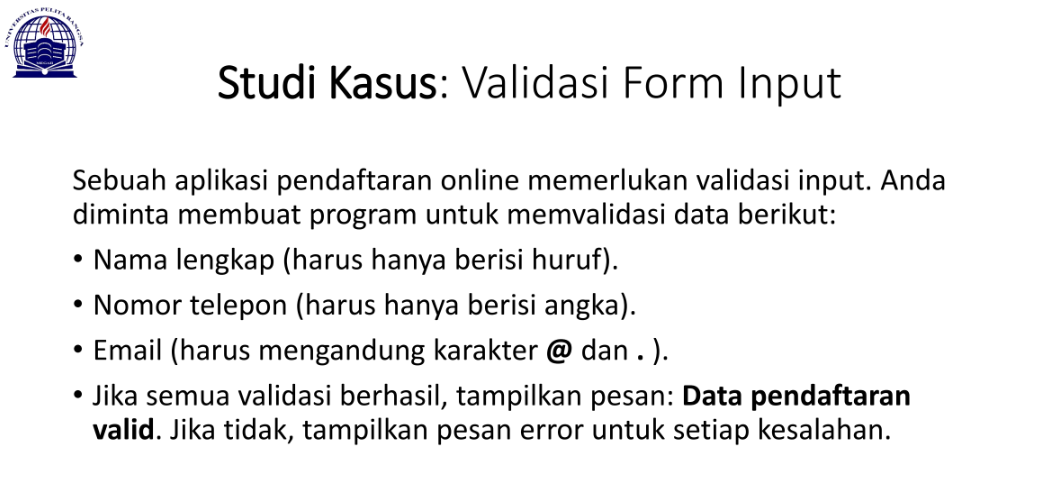 UNIVERSITAS PELITA BANGSA
Studi Kasus: Validasi Form Input
Sebuah aplikasi pendaftaran online memerlukan validasi input. Anda
diminta membuat program untuk memvalidasi data berikut:
• Nama lengkap (harus hanya berisi huruf).
• Nomor telepon (harus hanya berisi angka).
• Email (harus mengandung karakter @ dan . ).
• Jika semua validasi berhasil, tampilkan pesan: Data pendaftaran
valid. Jika tidak, tampilkan pesan error untuk setiap kesalahan.